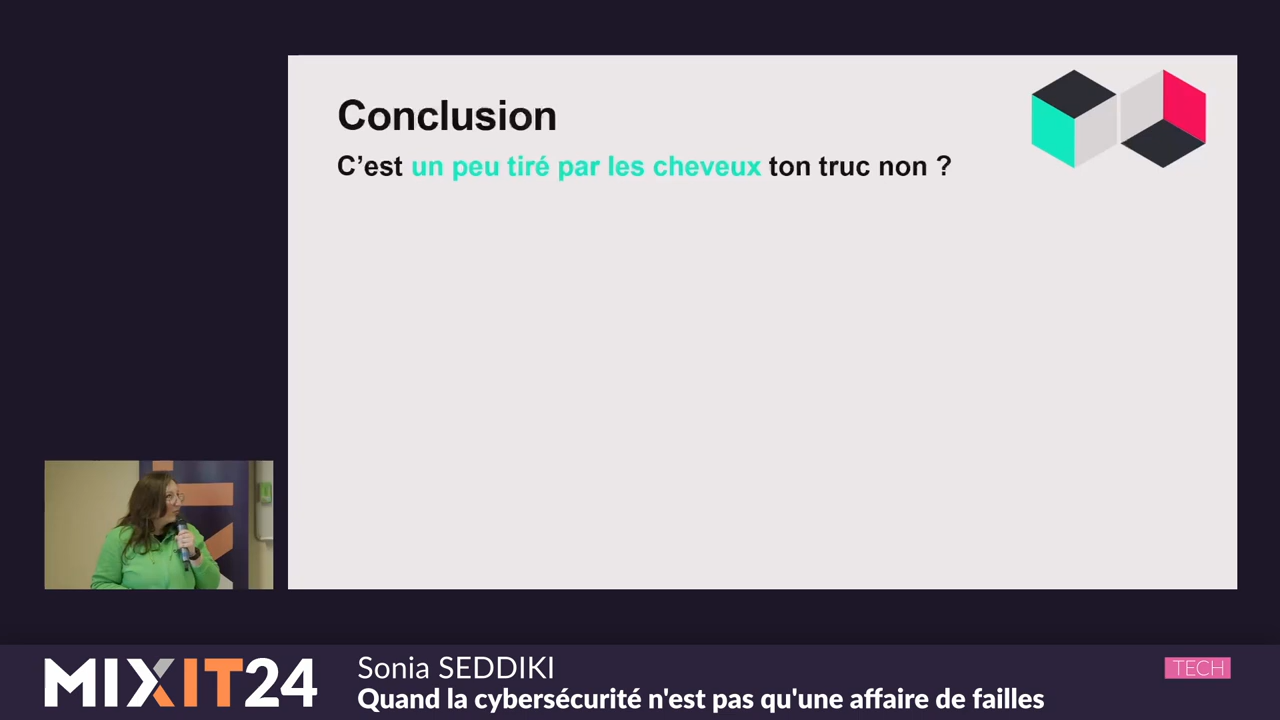 Conclusion
C’est un peu tiré par les cheveux ton truc non ?
MIXIT24
Sonia SEDDIKI
TECH
Quand la cybersécurité n'est pas qu'une affaire de failles